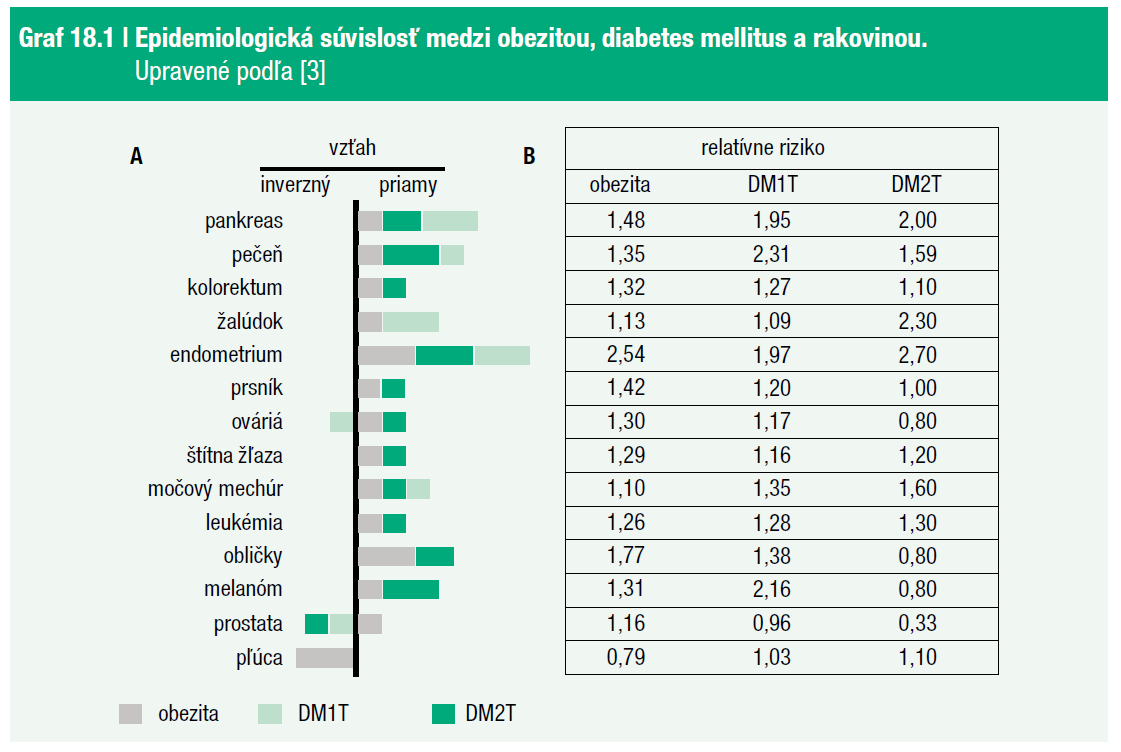 Graf 18.1 | Epidemiologická súvislosť medzi obezitou, diabetes mellitus a rakovinou.
Upravené podľa [3]
A
vzťah
inverzný priamy
pankreas
pečeň
kolorektum
žalúdok
endometrium
prsník
ováriá
štítna žľaza
močový mechúr
leukémia
obličky
melanóm
prostata
pľúca
B
relatívne riziko
obezita DM1T DM2T
1,48 1,95 2,00
1,35 2,31 1,59
1,32 1,27 1,10
1,13 1,09 2,30
2,54 1,97 2,70
1,42 1,20 1,00
1,30 1,17 0,80
1,29 1,16 1,20
1,10 1,35 1,60
1,26 1,28 1,30
1,77 1,38 0,80
1,31 2,16 0,80
1,16 0,96 0,33
0,79 1,03 1,10
obezita DM1T DM2T